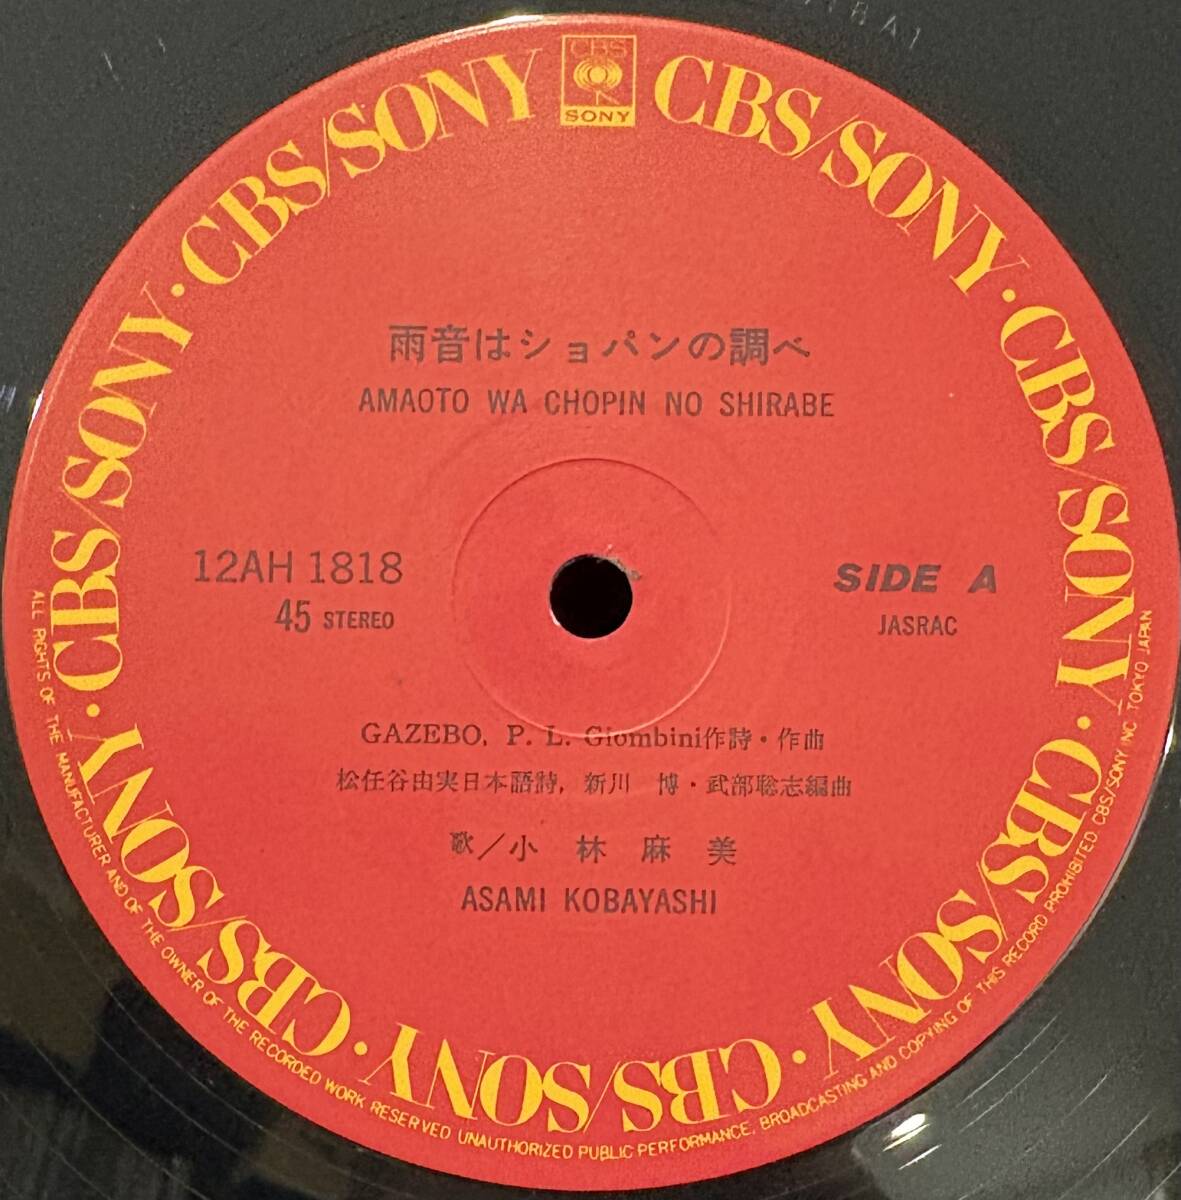 CBS
SONY
CBS/SONY · CBS/SONY · CBS/SONY · CBS/SONY · CBS/SONY · CBS/SONY · CBS/SONY · CBS/SONY
雨音はショパンの調べ
AMAOTO WA CHOPIN NO SHIRABE
12AH 1818
45 STEREO
SIDE A
JASRAC
GAZEBO, P. L. Giombini作詩・作曲
松任谷由実日本語詩, 新川 博・武部聡志編曲
歌／小 林 麻 美
ASAMI KOBAYASHI
ALL RIGHTS OF THE MANUFACTURER AND OF THE OWNER OF THE RECORDED WORK RESERVED UNAUTHORIZED PUBLIC PERFORMANCE, BROADCASTING AND COPYING OF THIS RECORD PROHIBITED CBS/SONY INC. TOKYO JAPAN